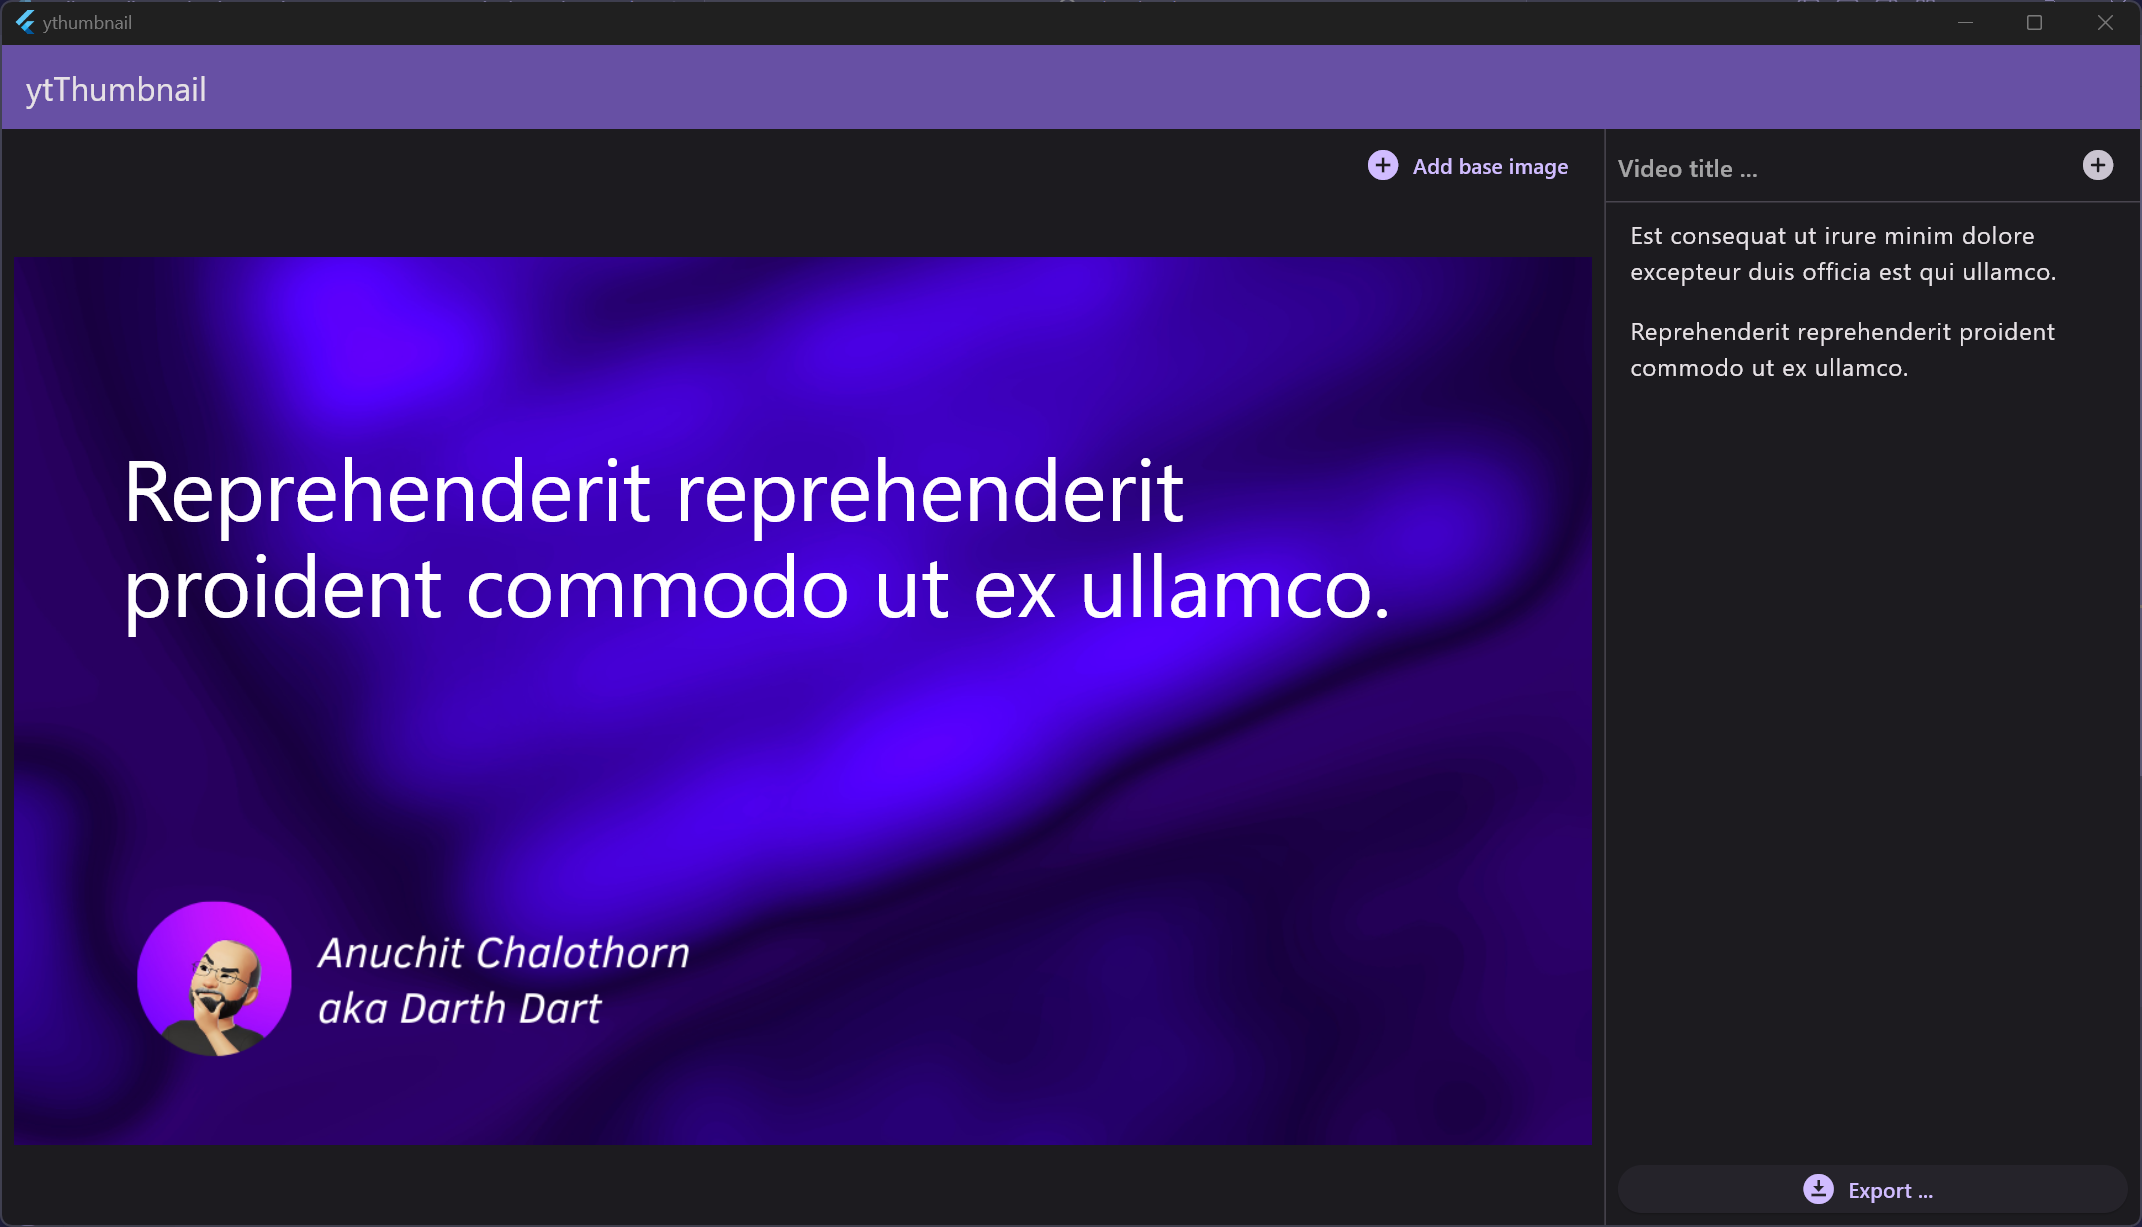 ythumbnail
ytThumbnail
Add base image
Reprehenderit reprehenderit
proident commodo ut ex ullamco.
Anuchit Chalothorn
aka Darth Dart
Video title ...
Est consequat ut irure minim dolore
excepteur duis officia est qui ullamco.
Reprehenderit reprehenderit proident
commodo ut ex ullamco.
Export ...